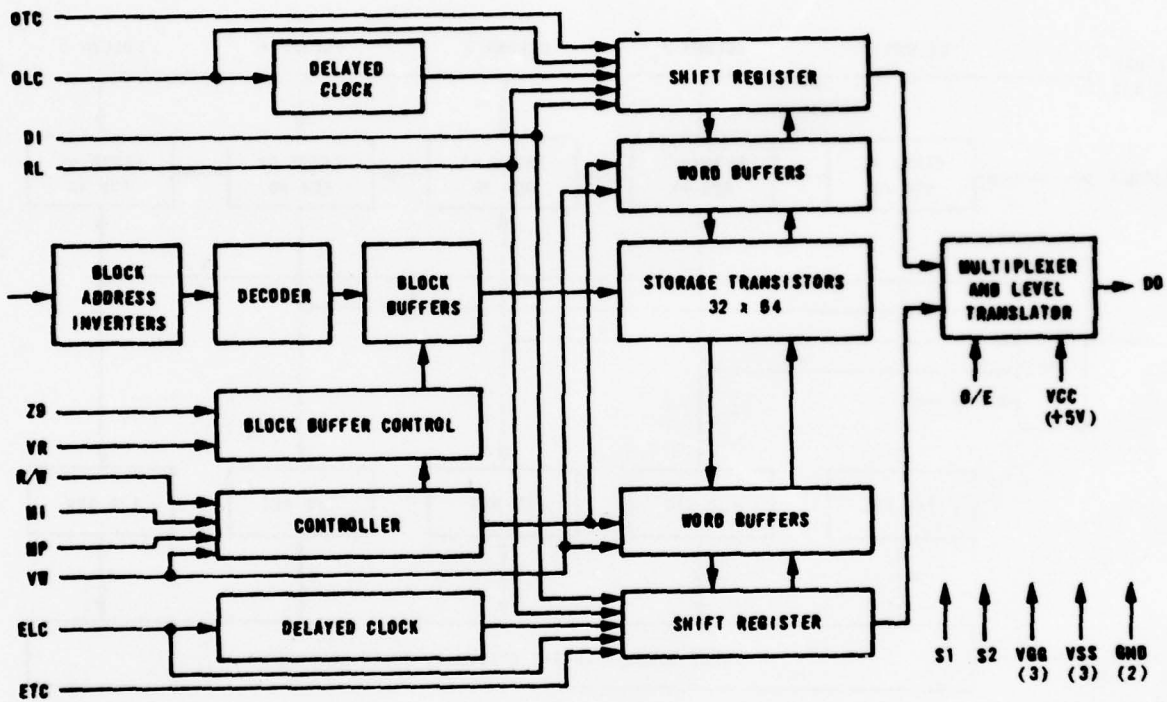 OTC
OLC
DELAYED
CLOCK
SHIFT REGISTER
DI
RL
WORD BUFFERS
BLOCK
ADDRESS
INVERTERS
DECODER
BLOCK
BUFFERS
STORAGE TRANSISTORS
32 x 64
MULTIPLEXER
AND LEVEL
TRANSLATOR
DO
O/E
VCC
(+5V)
Z9
VR
BLOCK BUFFER CONTROL
R/W
MI
MP
VW
CONTROLLER
WORD BUFFERS
ELC
DELAYED CLOCK
SHIFT REGISTER
ETC
S1
S2
VGG
(3)
VSS
(3)
GND
(2)